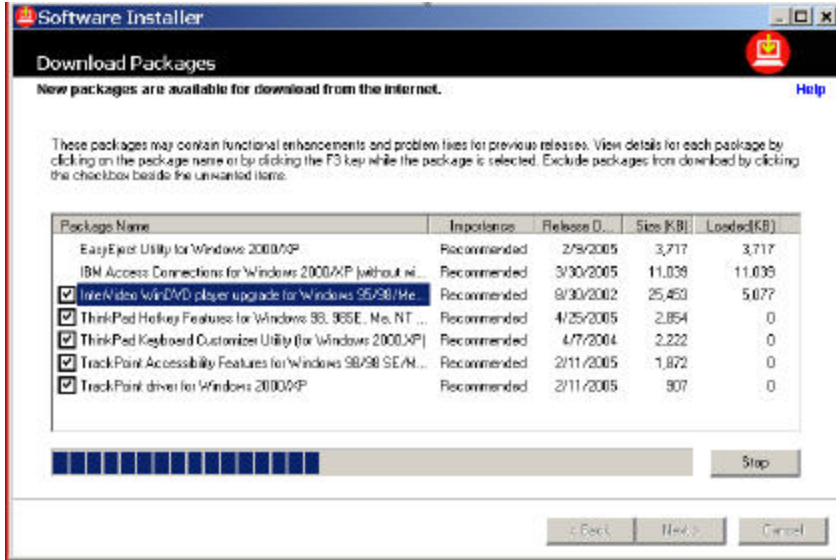 Software Installer
Download Packages
New packages are available for download from the internet.
Help
These packages may contain functional enhancements and problem fixes for previous releases. View details for each package by
clicking on the package name or by clicking the F3 key while the package is selected. Exclude packages from download by clicking
the checkbox beside the unwanted items.
Package Name Importance Release D... Size (KB) Loaded(KB)
EasyEject Utility for Windows 2000/XP Recommended 2/9/2005 3,717 3,717
IBM Access Connections for Windows 2000/XP (without wi... Recommended 3/30/2005 11,039 11,039
InterVideo WinDVD player upgrade for Windows 95/98/Me... Recommended 9/30/2002 25,453 5,077
ThinkPad Hotkey Features for Windows 98, 98SE, Me, NT ... Recommended 4/25/2005 2,854 0
ThinkPad Keyboard Customizer Utility (for Windows 2000,XP) Recommended 4/7/2004 2,222 0
TrackPoint Accessibility Features for Windows 98/98 SE/M... Recommended 2/11/2005 1,872 0
TrackPoint driver for Windows 2000/XP Recommended 2/11/2005 907 0
Stop
< Back Next > Cancel